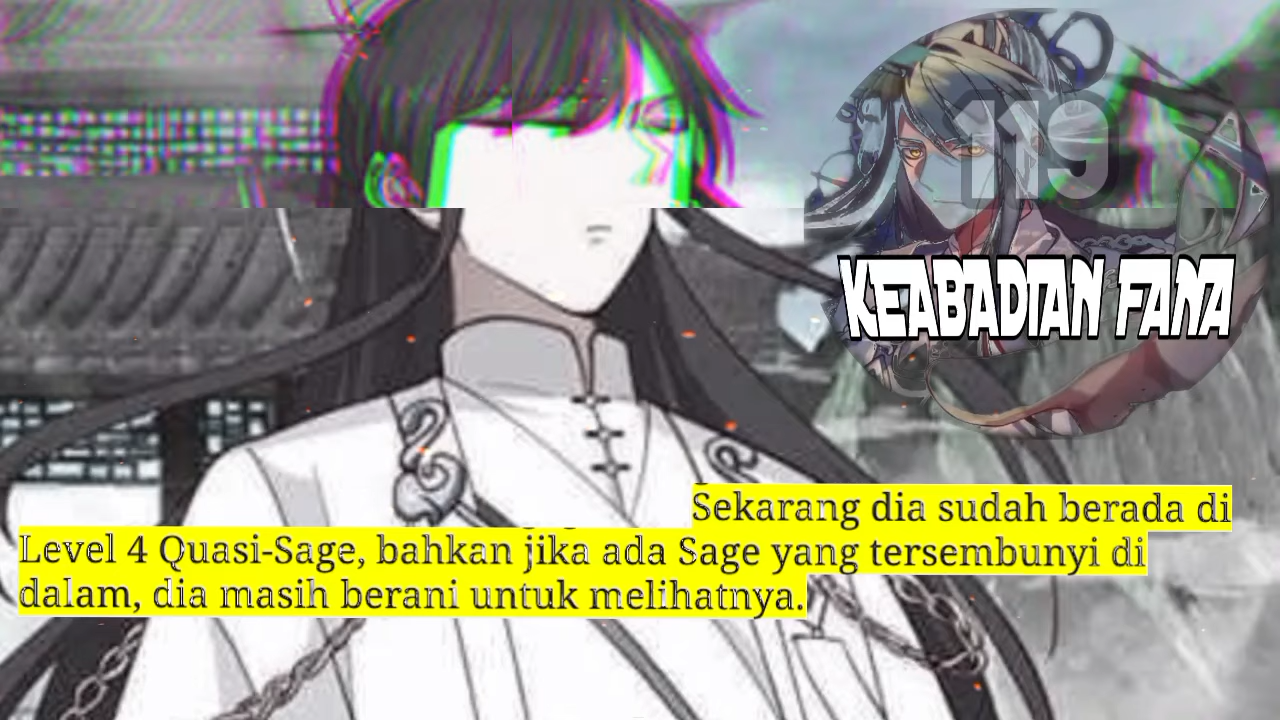 119
KEABADIAN FANA
Sekarang dia sudah berada di
Level 4 Quasi-Sage, bahkan jika ada Sage yang tersembunyi di
dalam, dia masih berani untuk melihatnya.